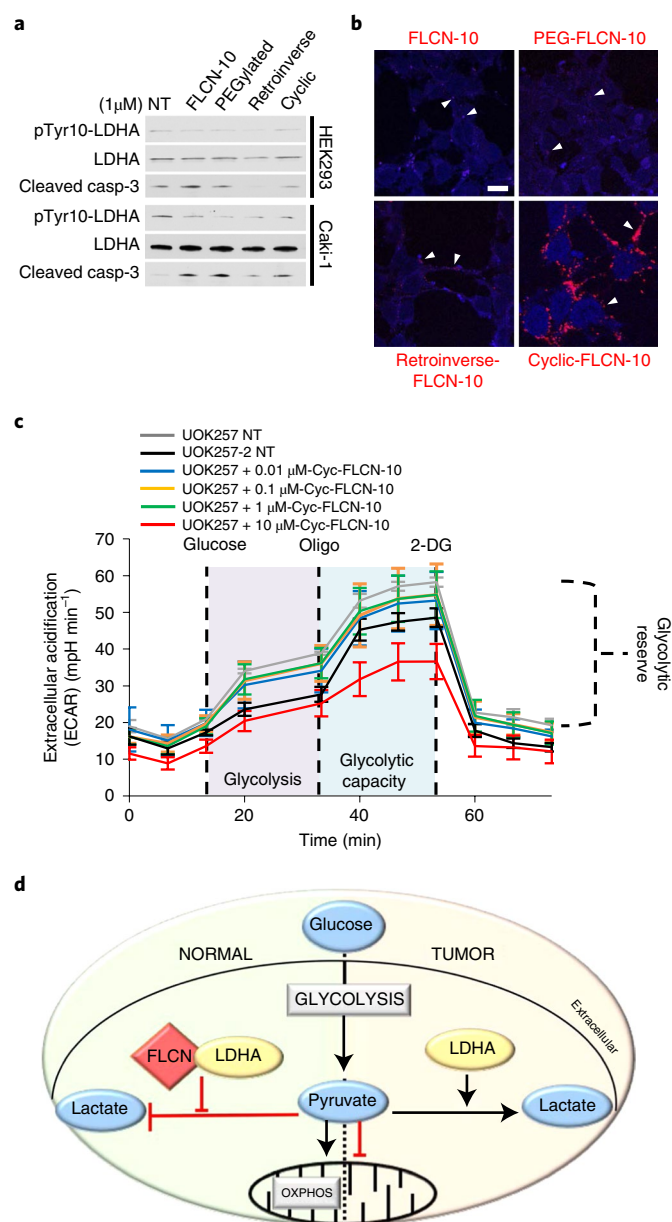 a
(1μM) NT FLCN-10 PEGylated Retroinverse Cyclic
pTyr10-LDHA
LDHA
Cleaved casp-3
HEK293
pTyr10-LDHA
LDHA
Cleaved casp-3
Caki-1
b
FLCN-10 PEG-FLCN-10
Retroinverse-
FLCN-10
Cyclic-FLCN-10
c
UOK257 NT
UOK257-2 NT
UOK257 + 0.01 μM-Cyc-FLCN-10
UOK257 + 0.1 μM-Cyc-FLCN-10
UOK257 + 1 μM-Cyc-FLCN-10
UOK257 + 10 μM-Cyc-FLCN-10
Glucose Oligo 2-DG
Extracellular acidification
(ECAR) (mpH min⁻¹)
70
60
50
40
30
20
10
0
Glycolysis
Glycolytic
capacity
Glycolytic
reserve
0 20 40 60
Time (min)
d
Glucose
NORMAL TUMOR
GLYCOLYSIS
Extracellular
FLCN LDHA
LDHA
Lactate
Pyruvate
Lactate
OXPHOS